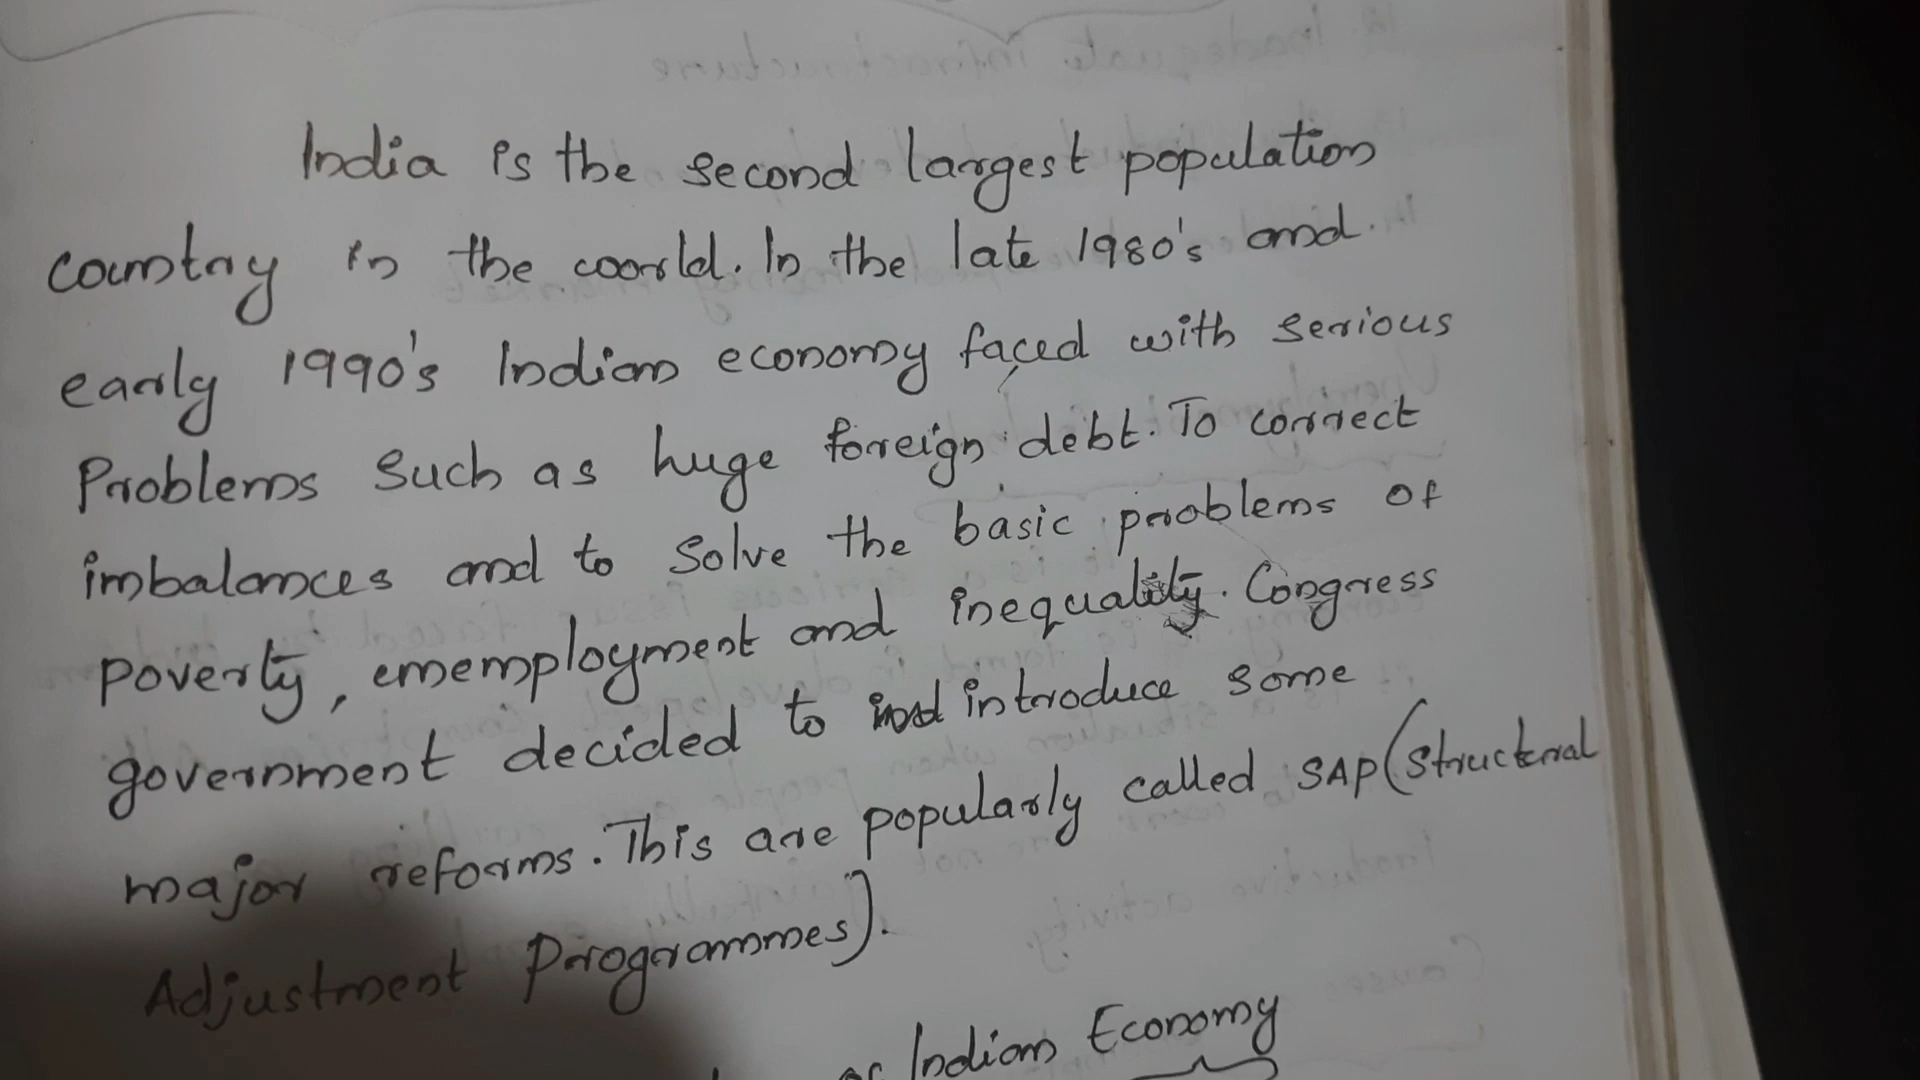 India is the second largest population
country in the world. In the late 1980's and
early 1990's Indian economy faced with serious
Problems such as huge foreign debt. To correct
imbalances and to solve the basic problems of
poverty, unemployment and inequality. Congress
government decided to introduce some
major reforms. This are popularly called SAP (Structural
Adjustment Programmes).
of Indian Economy